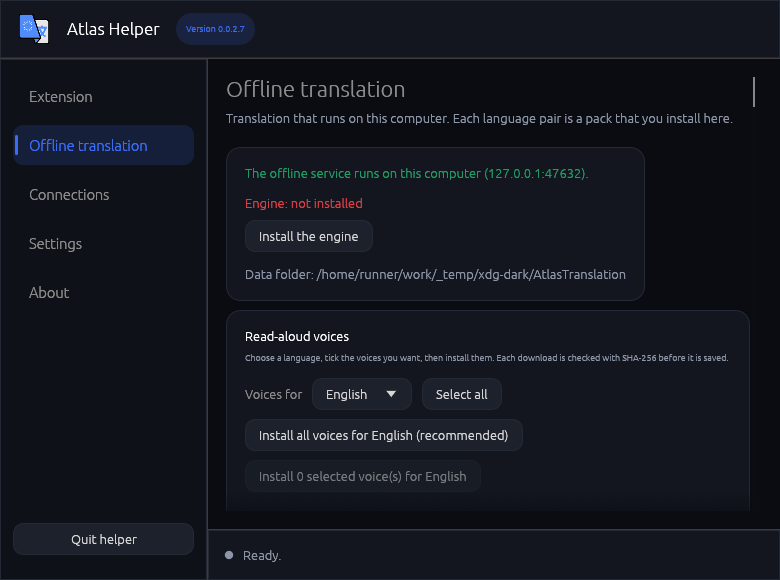 Atlas Helper
Version 0.0.2.7
Extension
Offline translation
Connections
Settings
About
Quit helper
Offline translation
Translation that runs on this computer. Each language pair is a pack that you install here.
The offline service runs on this computer (127.0.0.1:47632).
Engine: not installed
Install the engine
Data folder: /home/runner/work/_temp/xdg-dark/AtlasTranslation
Read-aloud voices
Choose a language, tick the voices you want, then install them. Each download is checked with SHA-256 before it is saved.
Voices for English Select all
Install all voices for English (recommended)
Install 0 selected voice(s) for English
Ready.